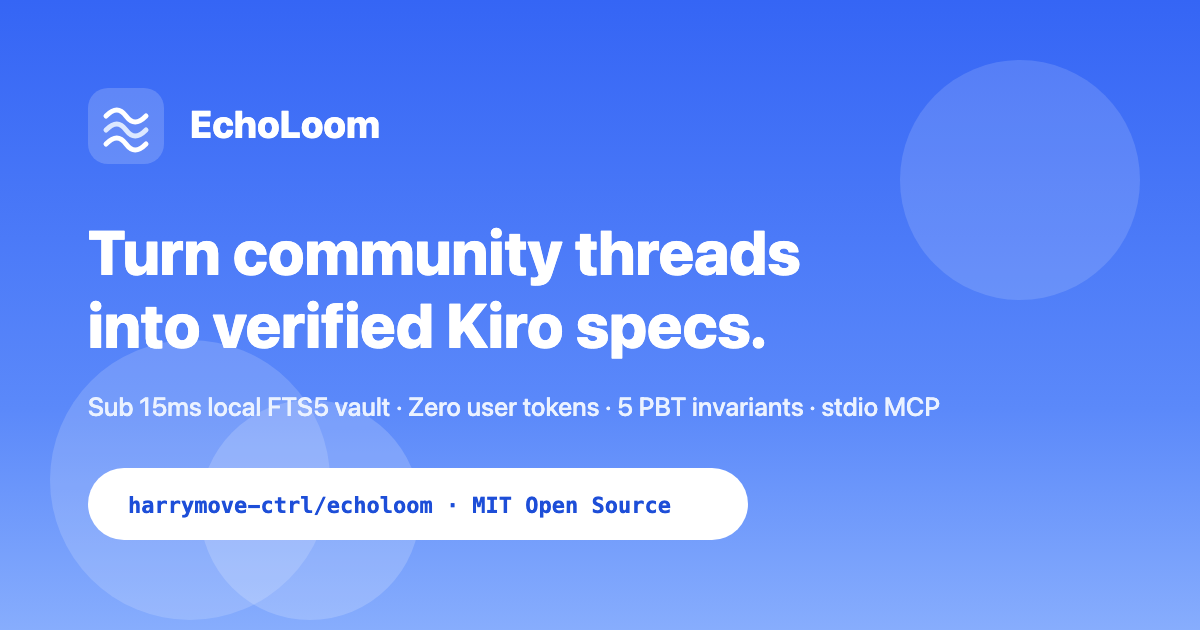 EchoLoom
Turn community threads
into verified Kiro specs.
Sub 15ms local FTS5 vault · Zero user tokens · 5 PBT invariants · stdio MCP
harrymove-ctrl/echoloom · MIT Open Source